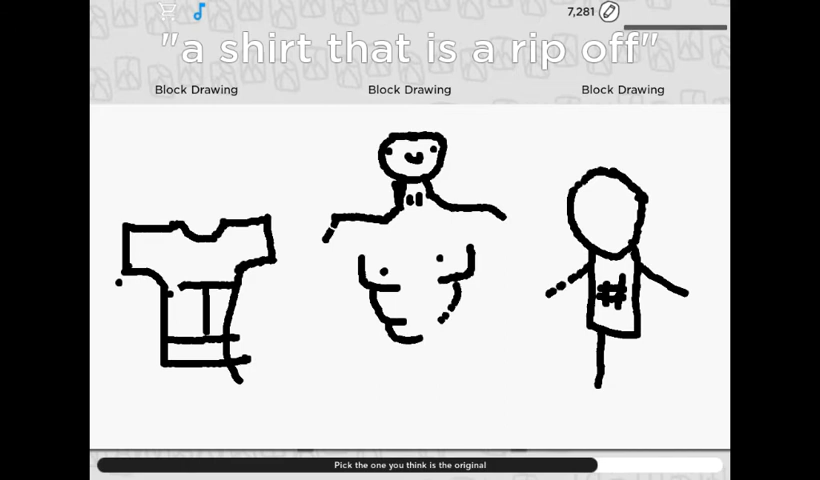 7,281
"a shirt that is a rip off"
Block Drawing Block Drawing Block Drawing
#
Pick the one you think is the original